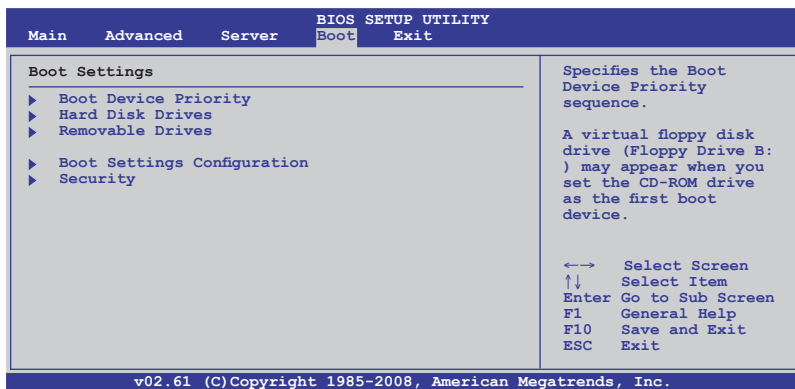 BIOS SETUP UTILITY
Main Advanced Server Boot Exit
Boot Settings
Boot Device Priority
Hard Disk Drives
Removable Drives
Boot Settings Configuration
Security
Specifies the Boot
Device Priority
sequence.
A virtual floppy disk
drive (Floppy Drive B:
) may appear when you
set the CD-ROM drive
as the first boot
device.
←→ Select Screen
↑↓ Select Item
Enter Go to Sub Screen
F1 General Help
F10 Save and Exit
ESC Exit
v02.61 (C)Copyright 1985-2008, American Megatrends, Inc.